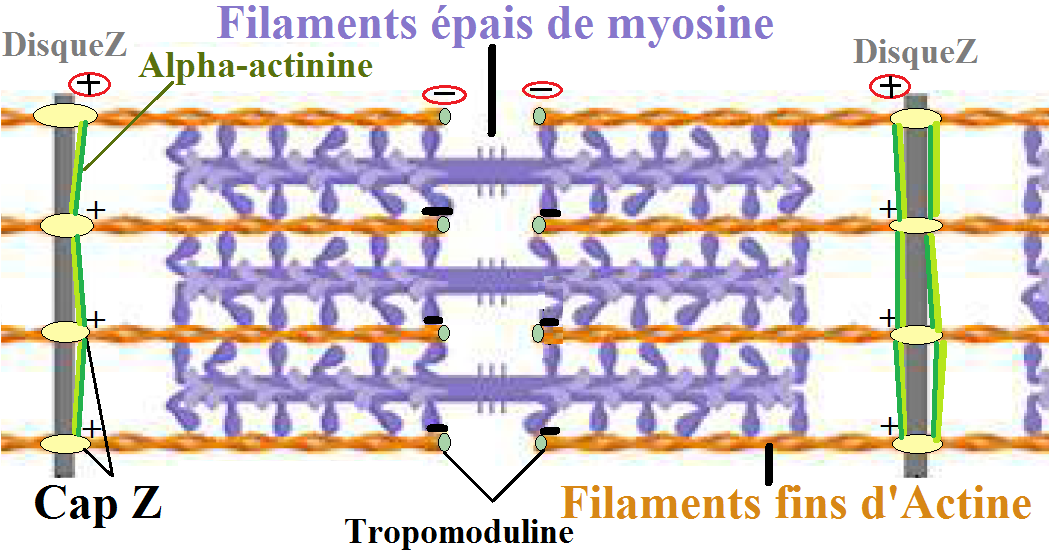 Filaments épais de myosine
DisqueZ
DisqueZ
Alpha-actinine
+
−
−
+
+
+
+
+
+
+
Cap Z
Filaments fins d'Actine
Tropomoduline